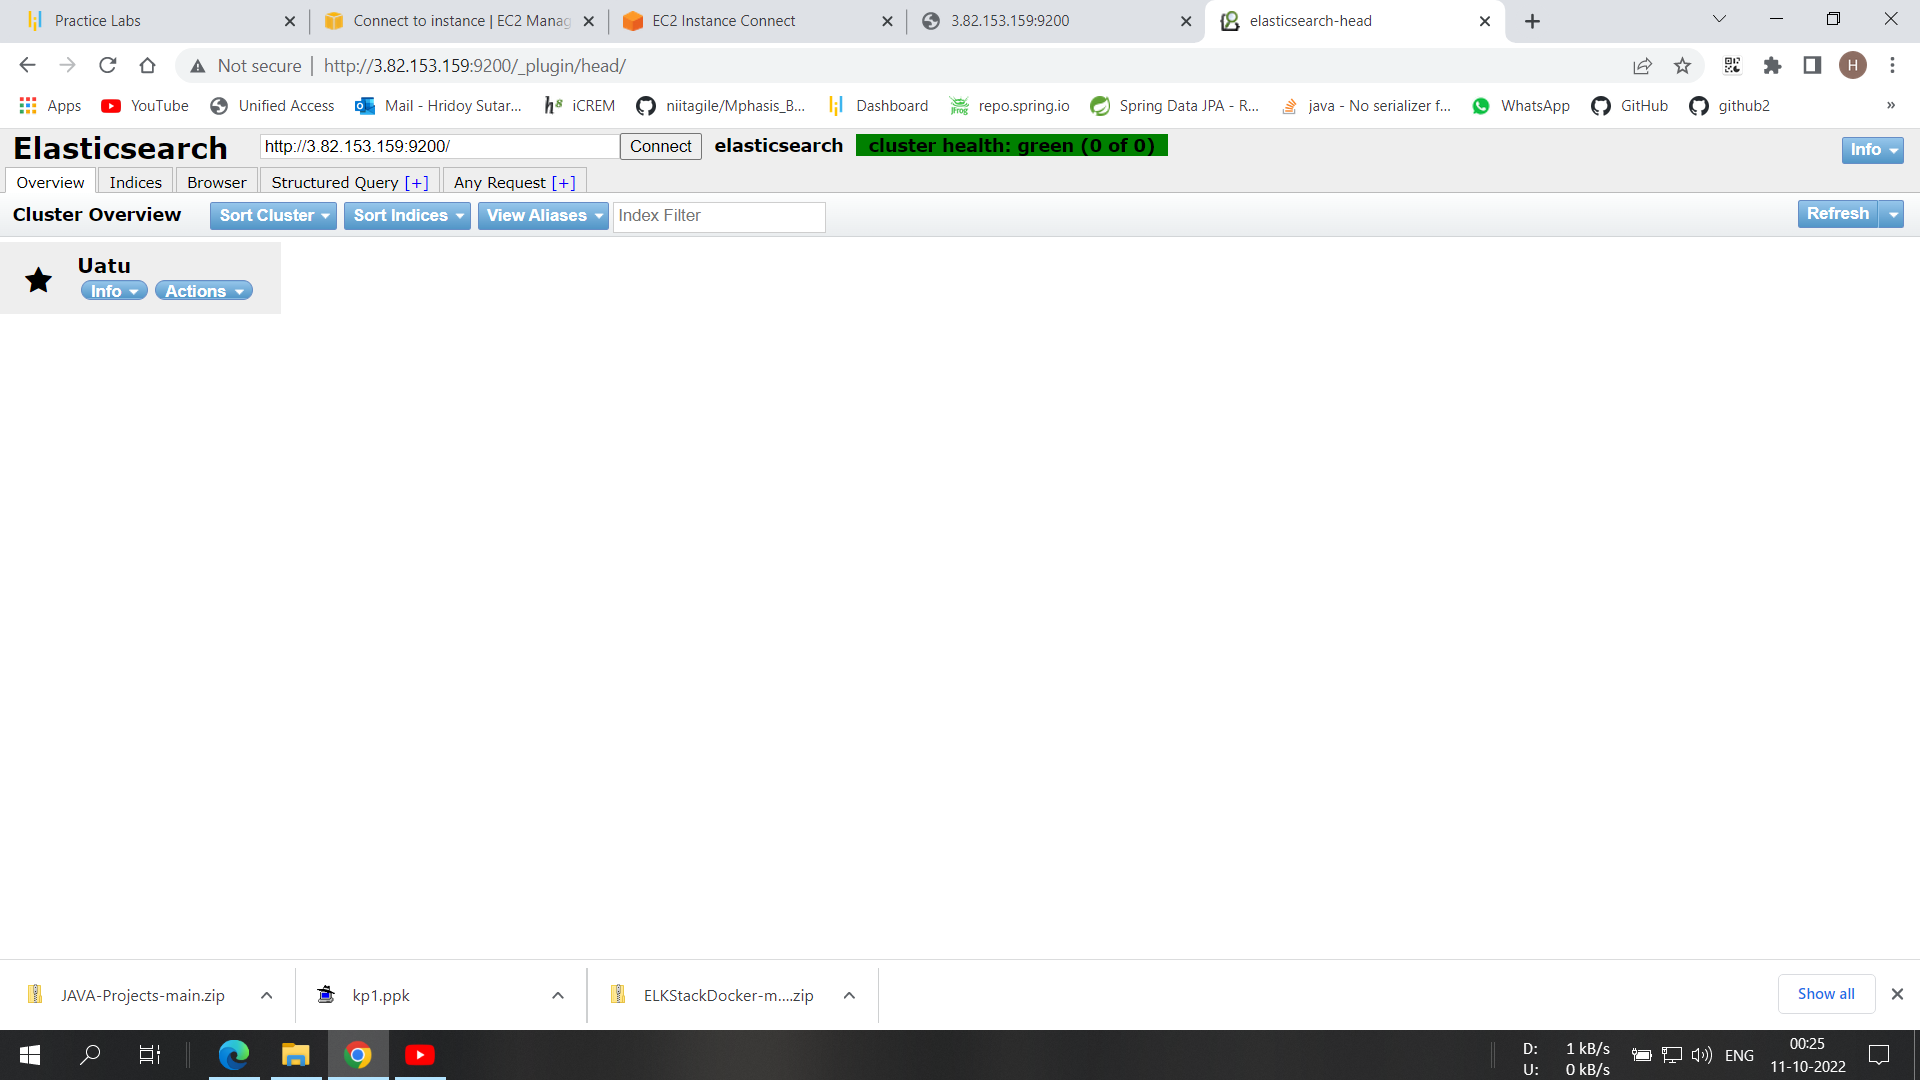 Practice Labs
Connect to instance | EC2 Manag
EC2 Instance Connect
3.82.153.159:9200
elasticsearch-head
Not secure | http://3.82.153.159:9200/_plugin/head/
H
Apps
YouTube
Unified Access
Mail - Hridoy Sutar...
iCREM
niitagile/Mphasis_B...
Dashboard
repo.spring.io
Spring Data JPA - R...
java - No serializer f...
WhatsApp
GitHub
github2
»
Elasticsearch
http://3.82.153.159:9200/
Connect
elasticsearch
cluster health: green (0 of 0)
Info
Overview
Indices
Browser
Structured Query [+]
Any Request [+]
Cluster Overview
Sort Cluster
Sort Indices
View Aliases
Index Filter
Refresh
Uatu
Info
Actions
JAVA-Projects-main.zip
kp1.ppk
ELKStackDocker-m....zip
Show all
D: 1 kB/s
U: 0 kB/s
ENG
00:25
11-10-2022